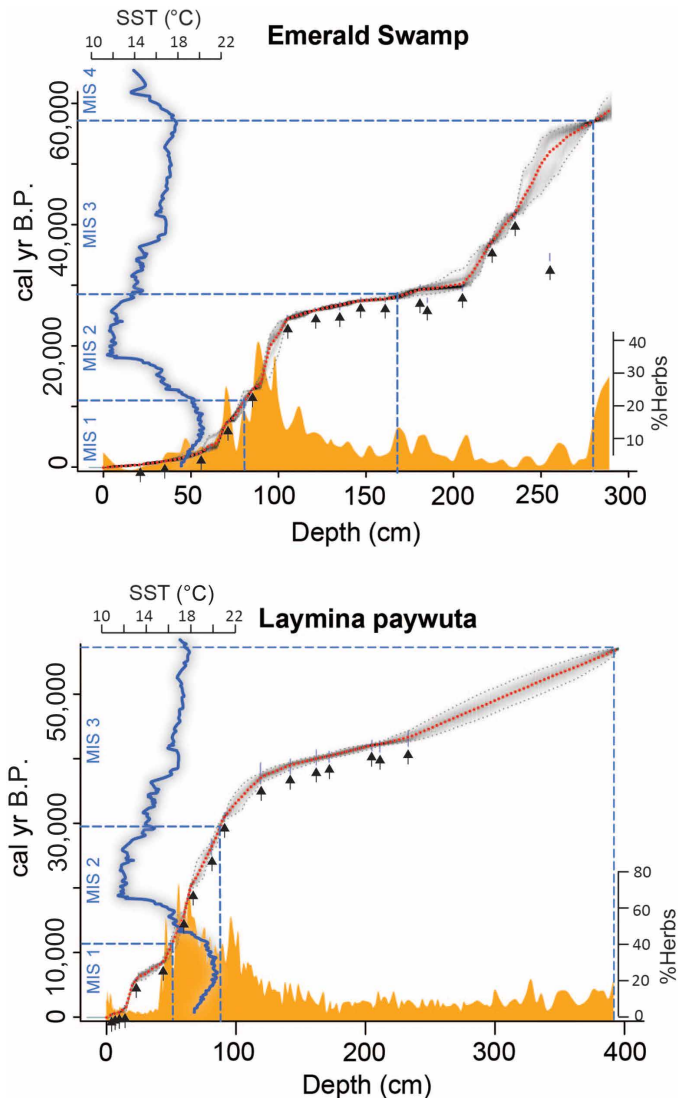 SST (°C)
Emerald Swamp
10 14 18 22
MIS 4
60,000
MIS 3
40,000
cal yr B.P.
MIS 2
20,000
40
30
20
10
%Herbs
MIS 1
0
0 50 100 150 200 250 300
Depth (cm)
SST (°C)
Laymina paywuta
10 14 18 22
50,000
MIS 3
40,000
cal yr B.P.
30,000
MIS 2
20,000
80
60
40
20
0
%Herbs
MIS 1
10,000
0
0 100 200 300 400
Depth (cm)